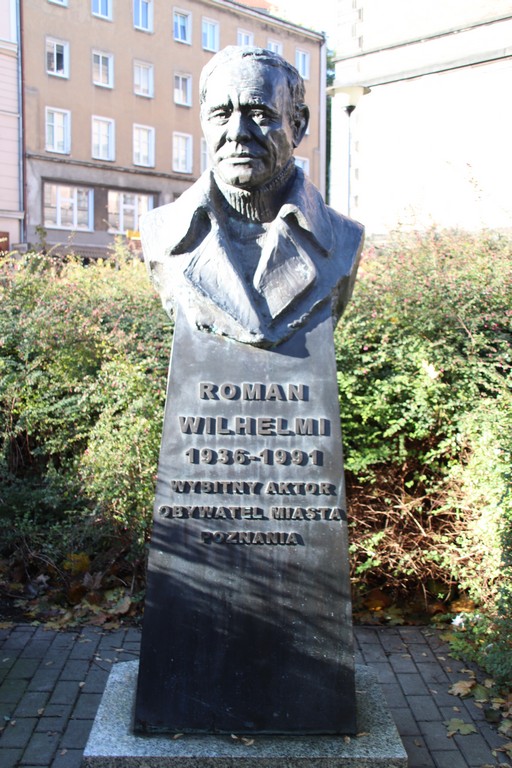 ROMAN
WILHELMI
1936-1991
WYBITNY AKTOR
OBYWATEL MIASTA
POZNANIA